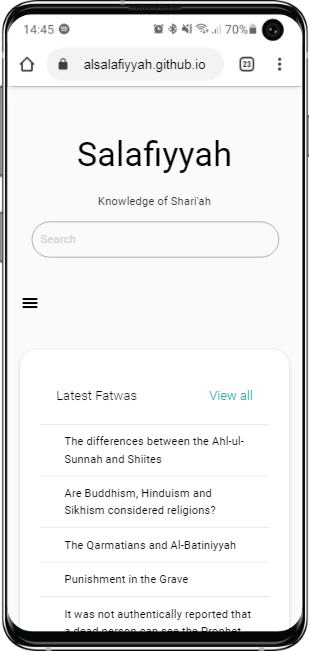 14:45 70%
alsalafiyyah.github.io 23
Salafiyyah
Knowledge of Shari'ah
Search
Latest Fatwas View all
The differences between the Ahl-ul-
Sunnah and Shiites
Are Buddhism, Hinduism and
Sikhism considered religions?
The Qarmatians and Al-Batiniyyah
Punishment in the Grave
It was not authentically reported that
a dead person can see the Prophet